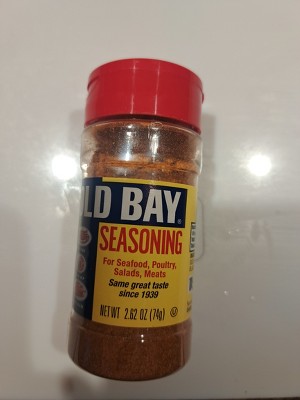 LD BAY®
SEASONING
For Seafood, Poultry,
Salads, Meats
Same great taste
since 1939
NET WT 2.62 OZ (74g) U